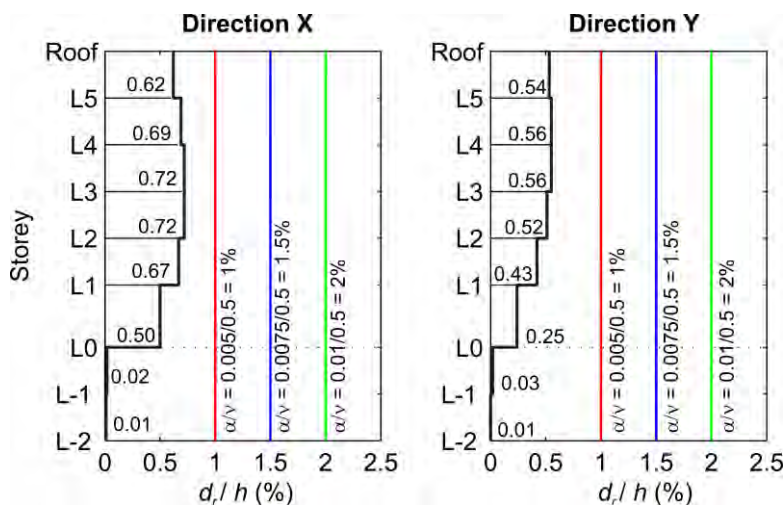 Direction X
Storey
Roof
L5
L4
L3
L2
L1
L0
L-1
L-2
0.62
0.69
0.72
0.72
0.67
0.50
0.02
0.01
α/ν = 0.005/0.5 = 1%
α/ν = 0.0075/0.5 = 1.5%
α/ν = 0.01/0.5 = 2%
0 0.5 1 1.5 2 2.5
dr/ h (%)
Direction Y
Roof
L5
L4
L3
L2
L1
L0
L-1
L-2
0.54
0.56
0.56
0.52
0.43
0.25
0.03
0.01
α/ν = 0.005/0.5 = 1%
α/ν = 0.0075/0.5 = 1.5%
α/ν = 0.01/0.5 = 2%
0 0.5 1 1.5 2 2.5
dr/ h (%)